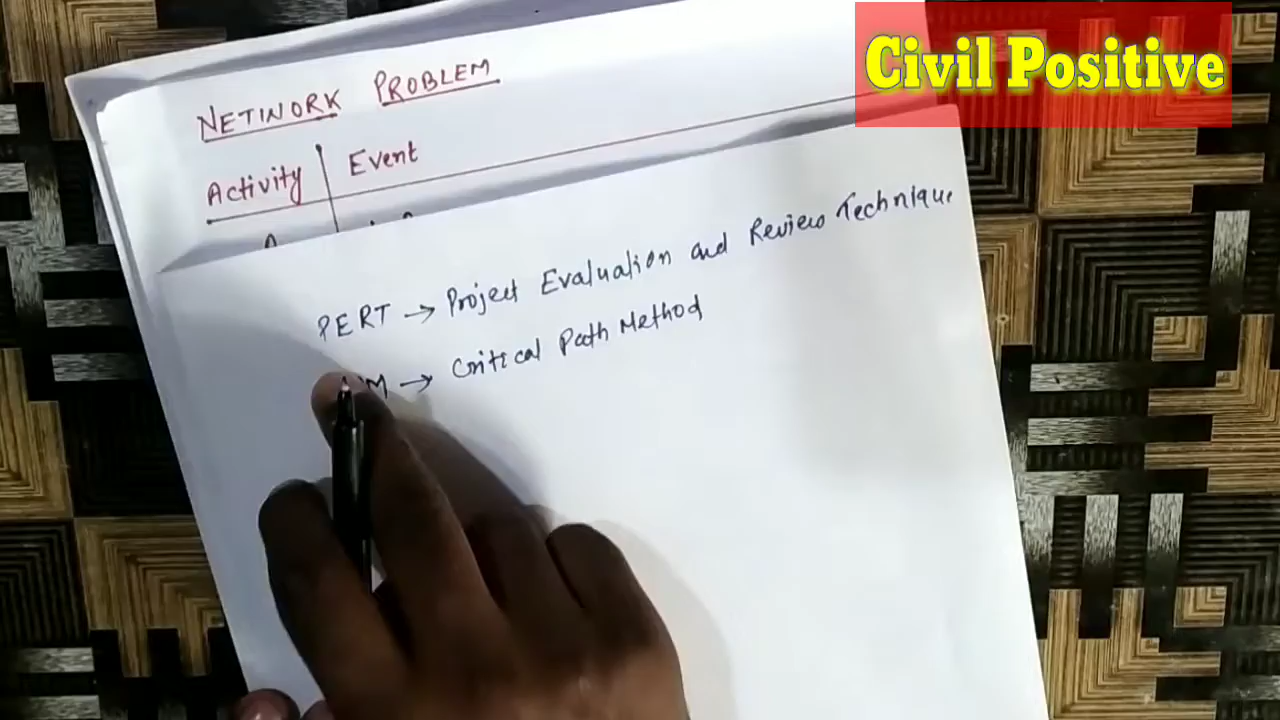 Civil Positive
NETWORK PROBLEM
Activity Event
PERT → Project Evaluation and Review Technique
M → Critical Path Method